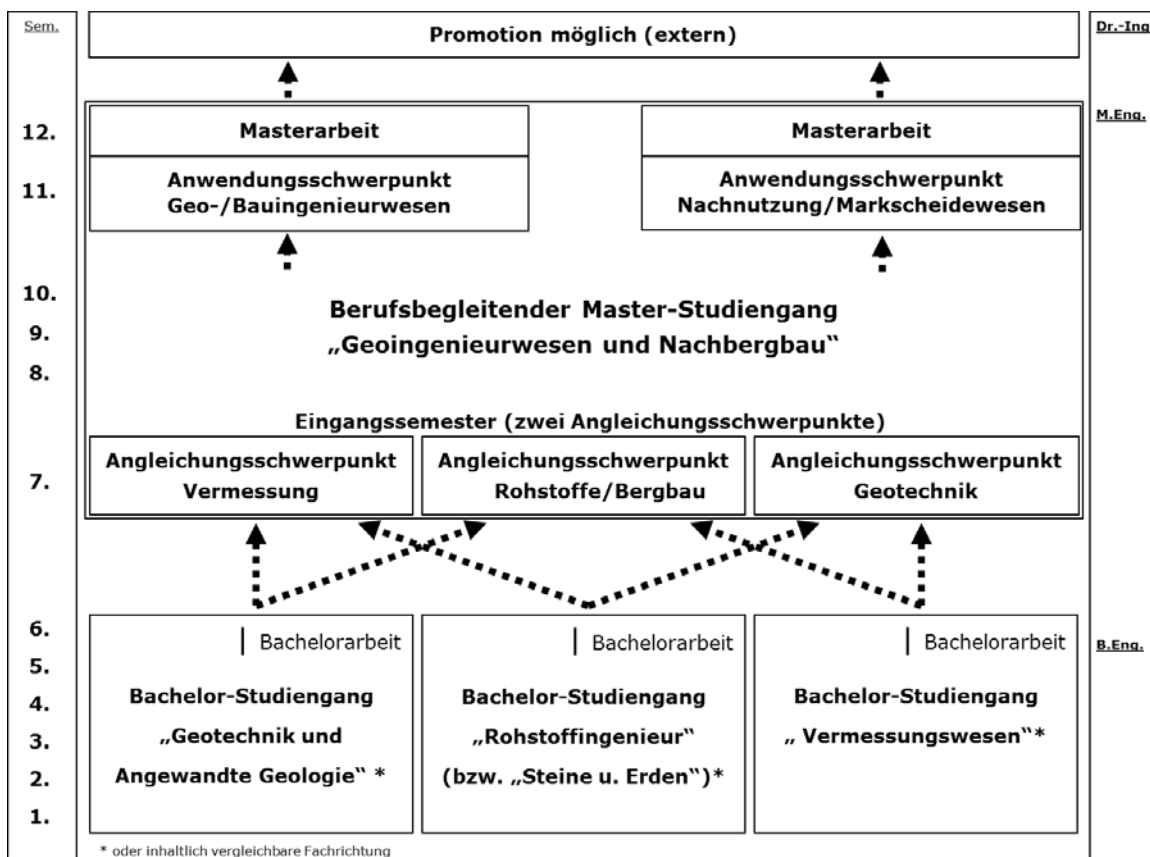 Sem.
Promotion möglich (extern)
Dr.-Ing
12.
Masterarbeit
Masterarbeit
M.Eng.
11.
Anwendungsschwerpunkt
Geo-/Bauingenieurwesen
Anwendungsschwerpunkt
Nachnutzung/Markscheidewesen
10.
9.
8.
Berufsbegleitender Master-Studiengang
„Geoingenieurwesen und Nachbergbau“
Eingangssemester (zwei Angleichungsschwerpunkte)
7.
Angleichungsschwerpunkt
Vermessung
Angleichungsschwerpunkt
Rohstoffe/Bergbau
Angleichungsschwerpunkt
Geotechnik
6.
5.
4.
3.
2.
1.
Bachelorarbeit
Bachelor-Studiengang
„Geotechnik und
Angewandte Geologie“ *
Bachelorarbeit
Bachelor-Studiengang
„Rohstoffingenieur“
(bzw. „Steine u. Erden“)*
Bachelorarbeit
Bachelor-Studiengang
„ Vermessungswesen“*
B.Eng.
* oder inhaltlich vergleichbare Fachrichtung